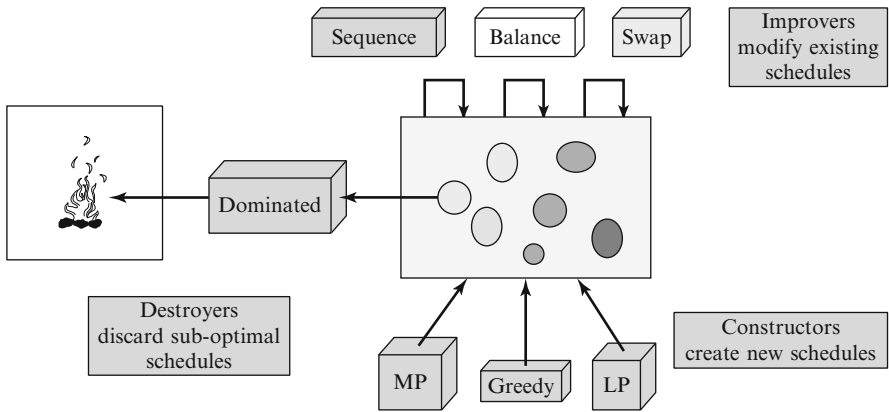 Sequence
Balance
Swap
Improvers
modify existing
schedules
Dominated
Destroyers
discard sub-optimal
schedules
MP
Greedy
LP
Constructors
create new schedules